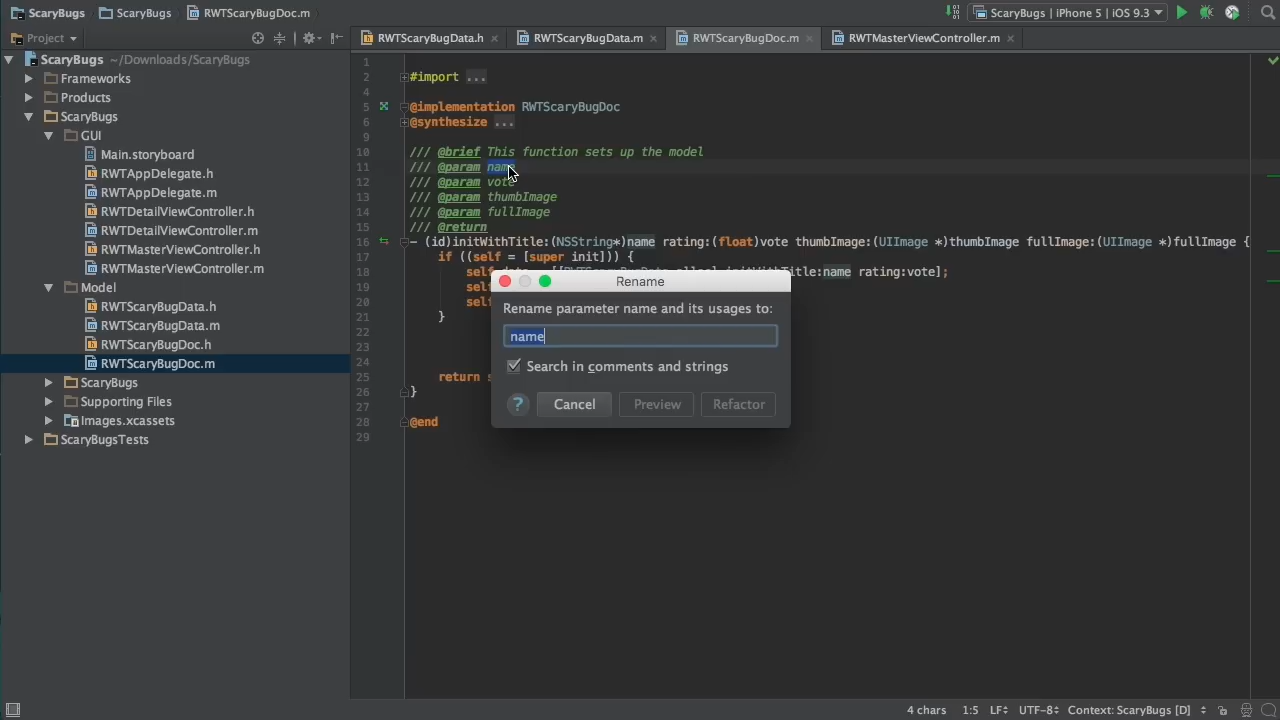 ScaryBugs ScaryBugs RWTScaryBugDoc.m ScaryBugs | iPhone 5 | iOS 9.3
Project RWTScaryBugData.h RWTScaryBugData.m RWTScaryBugDoc.m RWTMasterViewController.m
ScaryBugs ~/Downloads/ScaryBugs
Frameworks
Products
ScaryBugs
GUI
Main.storyboard
RWTAppDelegate.h
RWTAppDelegate.m
RWTDetailViewController.h
RWTDetailViewController.m
RWTMasterViewController.h
RWTMasterViewController.m
Model
RWTScaryBugData.h
RWTScaryBugData.m
RWTScaryBugDoc.h
RWTScaryBugDoc.m
ScaryBugs
Supporting Files
Images.xcassets
ScaryBugsTests
1
2 #import ...
4
5 @implementation RWTScaryBugDoc
6 @synthesize ...
9
10 /// @brief This function sets up the model
11 /// @param name
12 /// @param vote
13 /// @param thumbImage
14 /// @param fullImage
15 /// @return
16 - (id)initWithTitle:(NSString*)name rating:(float)vote thumbImage:(UIImage *)thumbImage fullImage:(UIImage *)fullImage {
17 if ((self = [super init])) {
18 self initWithTitle:name rating:vote];
19 self
20 self
21 }
22
23
24
25 return
26 }
27
28 @end
29
Rename
Rename parameter name and its usages to:
name
Search in comments and strings
? Cancel Preview Refactor
4 chars 1:5 LF÷ UTF-8÷ Context: ScaryBugs [D]